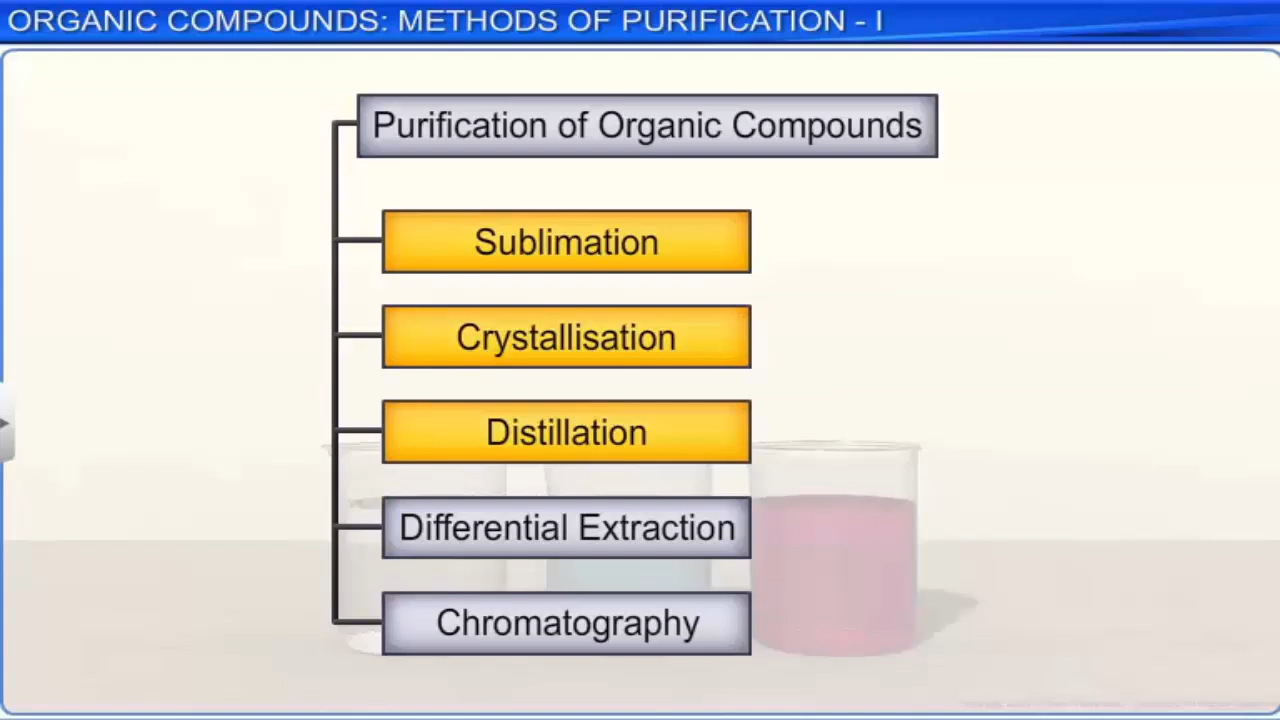 ORGANIC COMPOUNDS: METHODS OF PURIFICATION - I
Purification of Organic Compounds
Sublimation
Crystallisation
Distillation
Differential Extraction
Chromatography